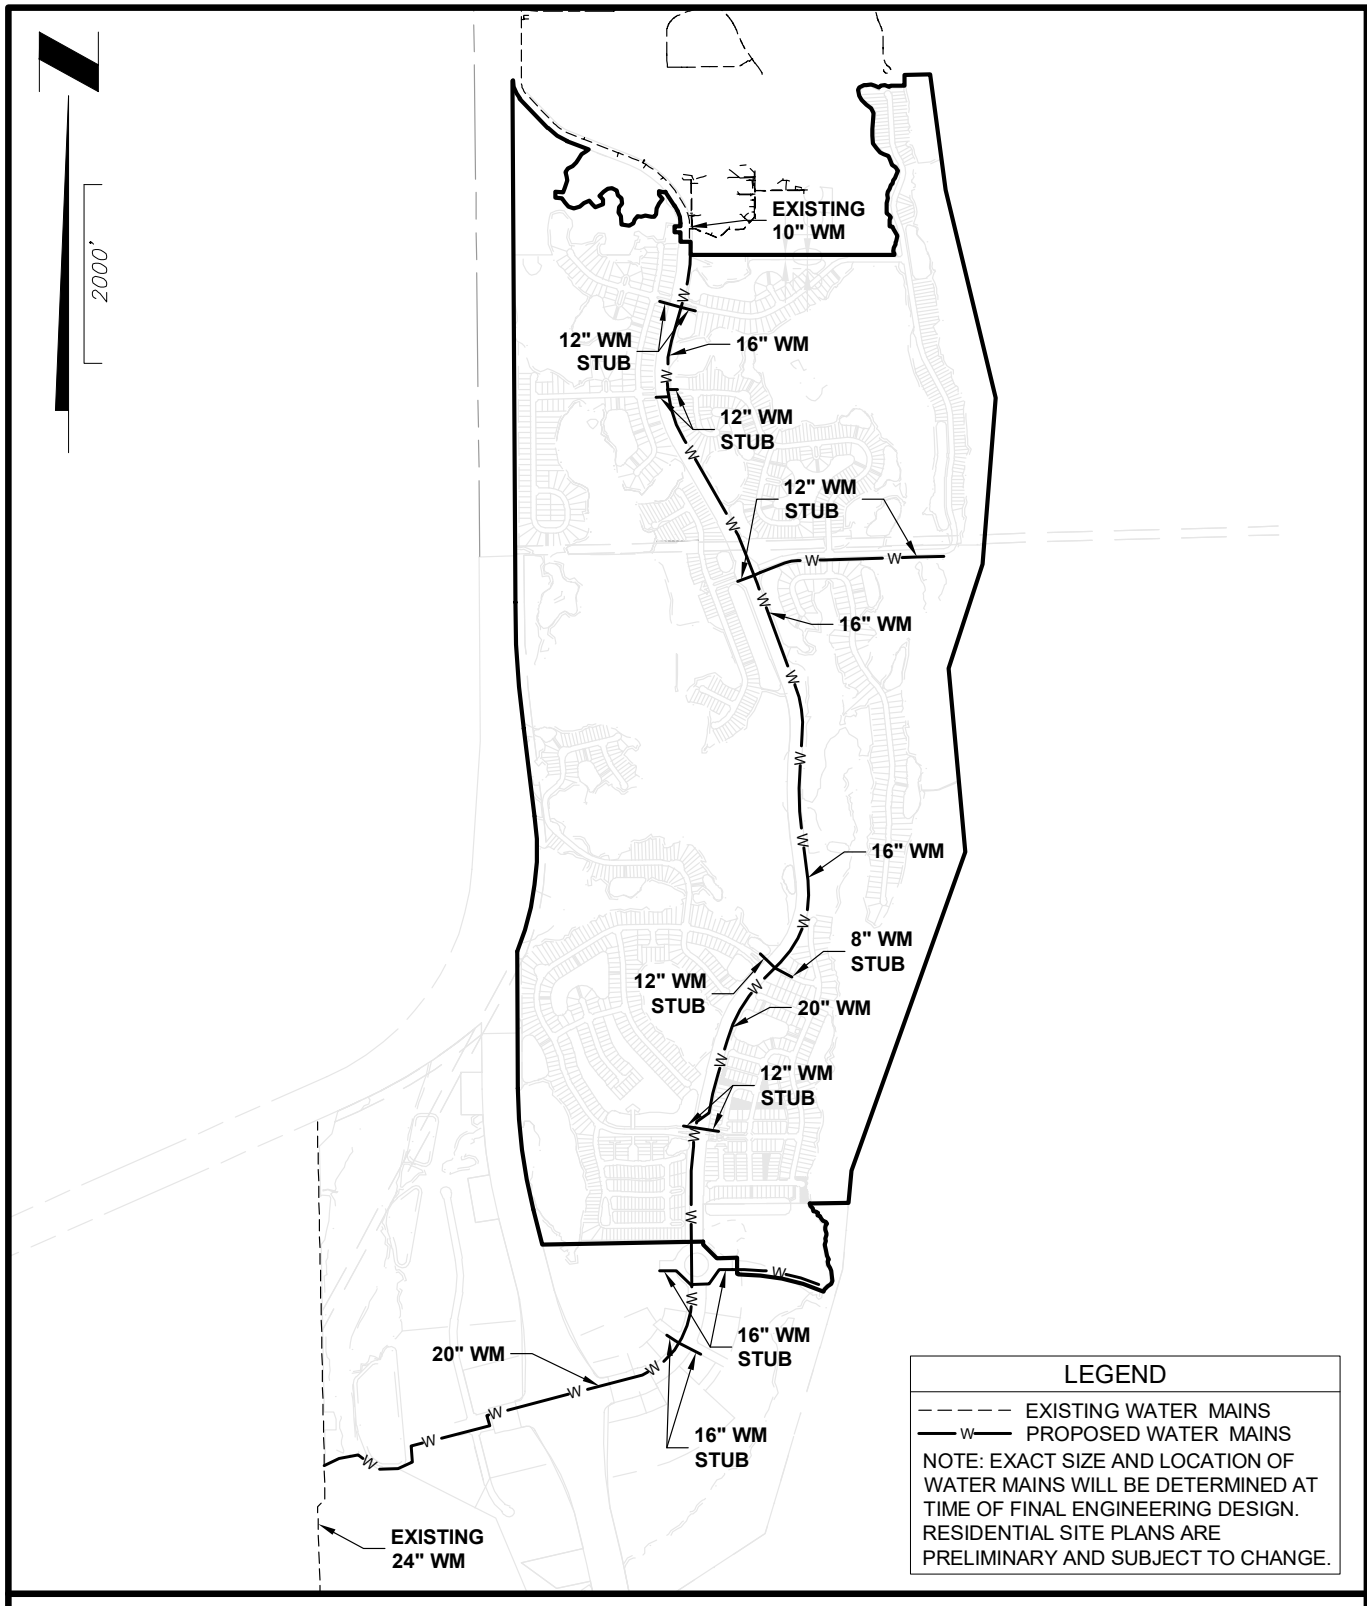 2000'
EXISTING
10" WM
W
12" WM
STUB
16" WM
W
12" WM
STUB
W
12" WM
STUB
W
W
W
W
16" WM
W
W
W
16" WM
W
8" WM
STUB
12" WM
STUB
W
20" WM
W
12" WM
STUB
W
W
W
W
16" WM
STUB
20" WM
W
W
W
W
W
16" WM
STUB
EXISTING
24" WM
LEGEND
EXISTING WATER MAINS
W PROPOSED WATER MAINS
NOTE: EXACT SIZE AND LOCATION OF
WATER MAINS WILL BE DETERMINED AT
TIME OF FINAL ENGINEERING DESIGN.
RESIDENTIAL SITE PLANS ARE
PRELIMINARY AND SUBJECT TO CHANGE.